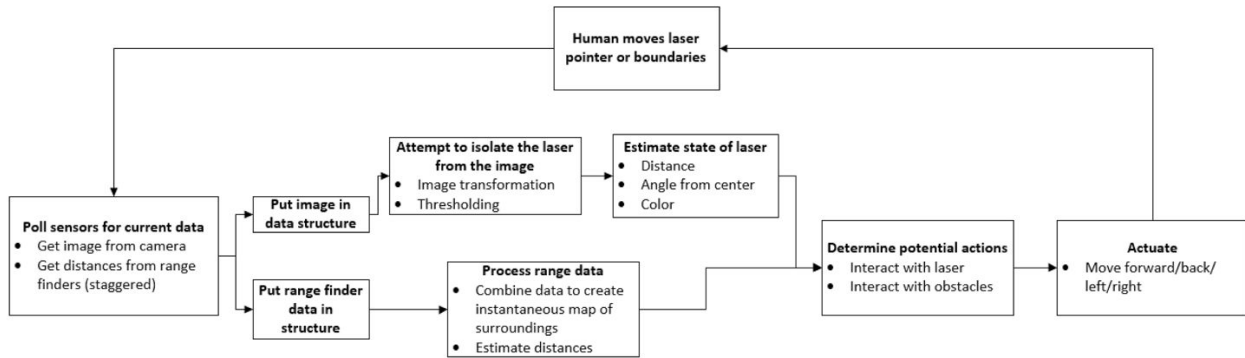 Human moves laser
pointer or boundaries
Poll sensors for current data
• Get image from camera
• Get distances from range
finders (staggered)
Put image in
data structure
Attempt to isolate the laser
from the image
• Image transformation
• Thresholding
Estimate state of laser
• Distance
• Angle from center
• Color
Put range finder
data in
structure
Process range data
• Combine data to create
instantaneous map of
surroundings
• Estimate distances
Determine potential actions
• Interact with laser
• Interact with obstacles
Actuate
• Move forward/back/
left/right